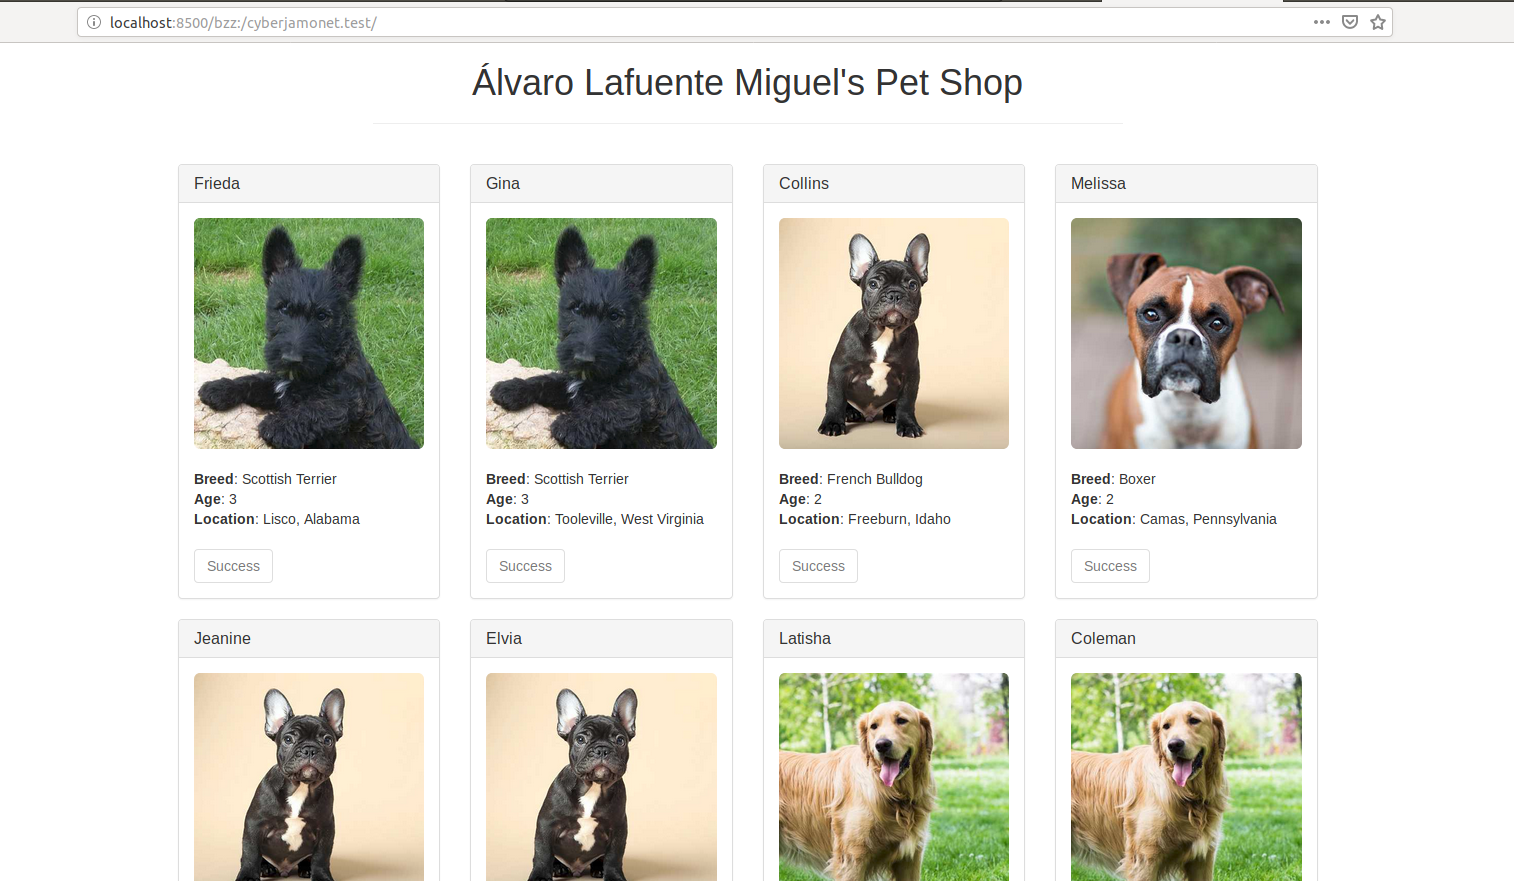 localhost:8500/bzz:/cyberjamonet.test/
Álvaro Lafuente Miguel's Pet Shop
Frieda
Breed: Scottish Terrier
Age: 3
Location: Lisco, Alabama
Success
Gina
Breed: Scottish Terrier
Age: 3
Location: Tooleville, West Virginia
Success
Collins
Breed: French Bulldog
Age: 2
Location: Freeburn, Idaho
Success
Melissa
Breed: Boxer
Age: 2
Location: Camas, Pennsylvania
Success
Jeanine
Elvia
Latisha
Coleman